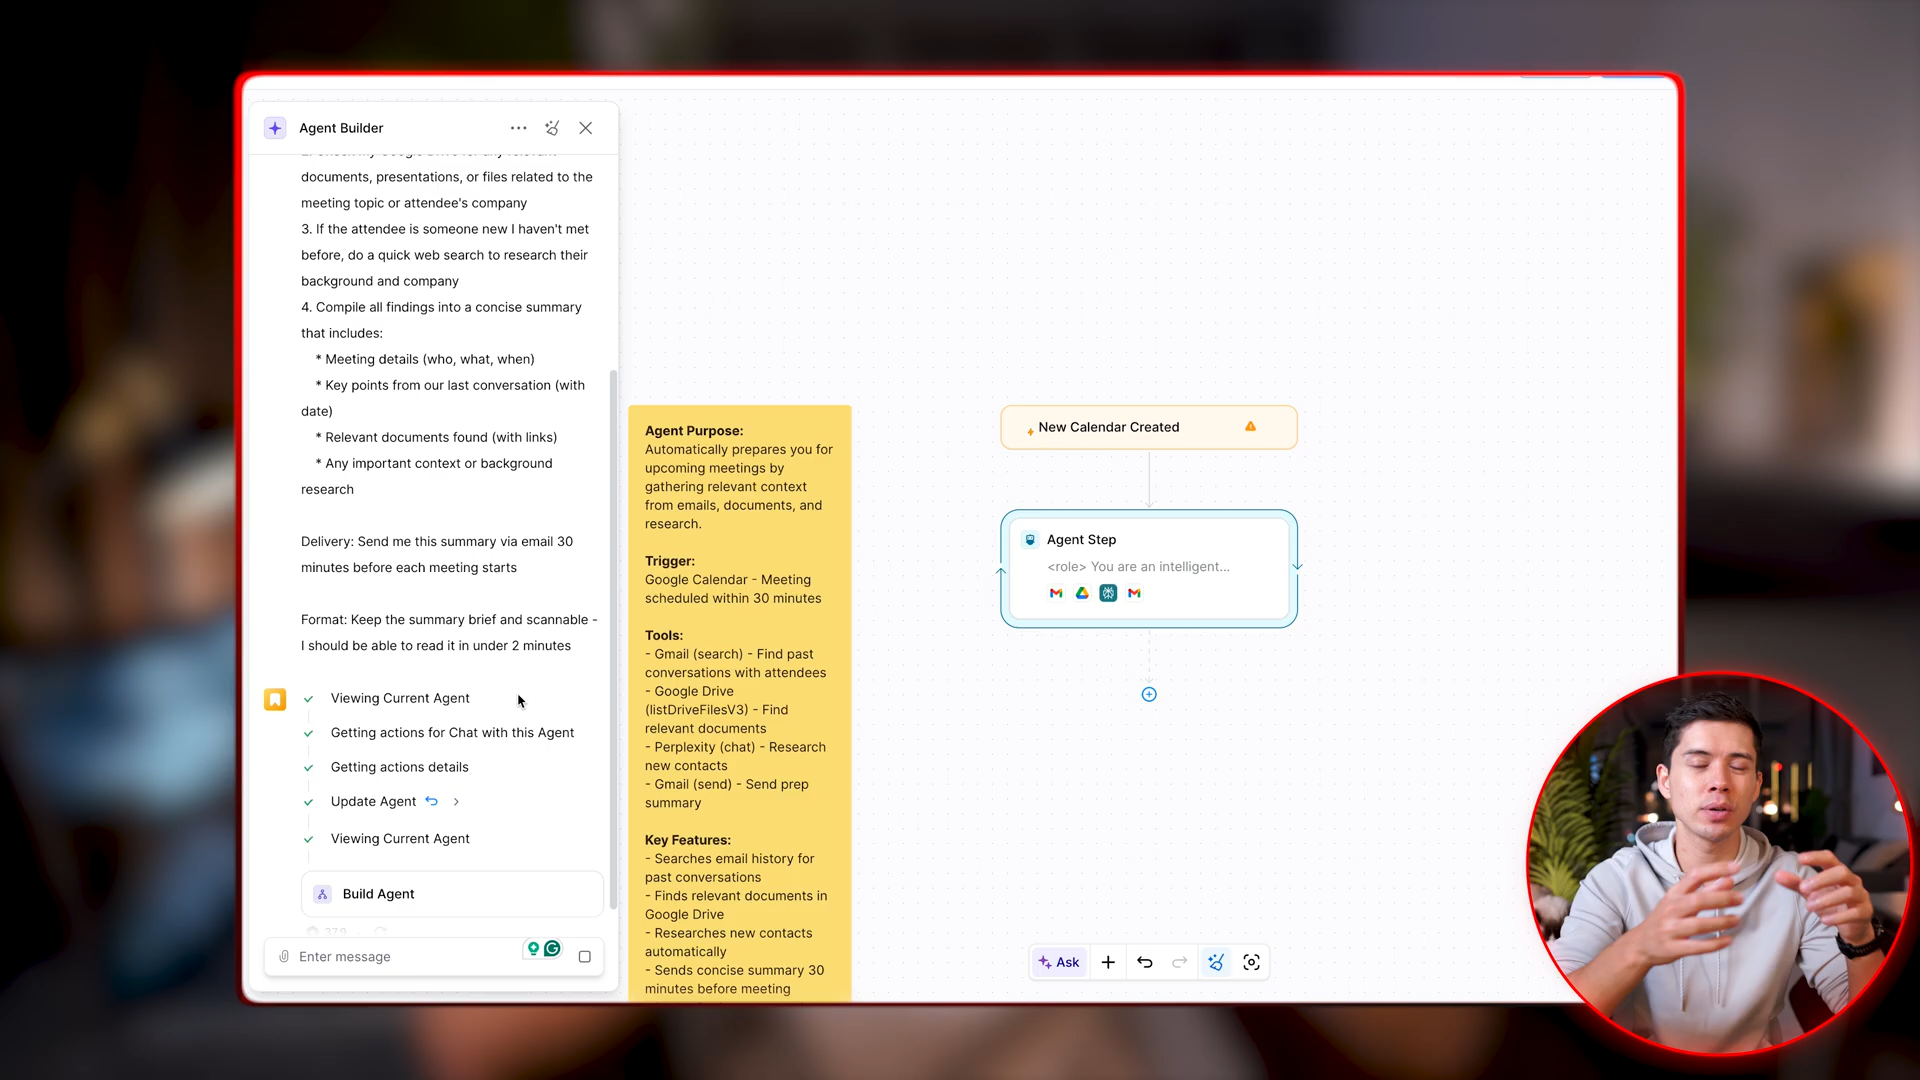 Agent Builder
documents, presentations, or files related to the
meeting topic or attendee's company
3. If the attendee is someone new I haven't met
before, do a quick web search to research their
background and company
4. Compile all findings into a concise summary
that includes:
* Meeting details (who, what, when)
* Key points from our last conversation (with
date)
* Relevant documents found (with links)
* Any important context or background
research
Delivery: Send me this summary via email 30
minutes before each meeting starts
Format: Keep the summary brief and scannable -
I should be able to read it in under 2 minutes
Viewing Current Agent
Getting actions for Chat with this Agent
Getting actions details
Update Agent
Viewing Current Agent
Build Agent
Enter message
Agent Purpose:
Automatically prepares you for
upcoming meetings by
gathering relevant context
from emails, documents, and
research.
Trigger:
Google Calendar - Meeting
scheduled within 30 minutes
Tools:
- Gmail (search) - Find past
conversations with attendees
- Google Drive
(listDriveFilesV3) - Find
relevant documents
- Perplexity (chat) - Research
new contacts
- Gmail (send) - Send prep
summary
Key Features:
- Searches email history for
past conversations
- Finds relevant documents in
Google Drive
- Researches new contacts
automatically
- Sends concise summary 30
minutes before meeting
New Calendar Created
Agent Step
<role> You are an intelligent...
Ask